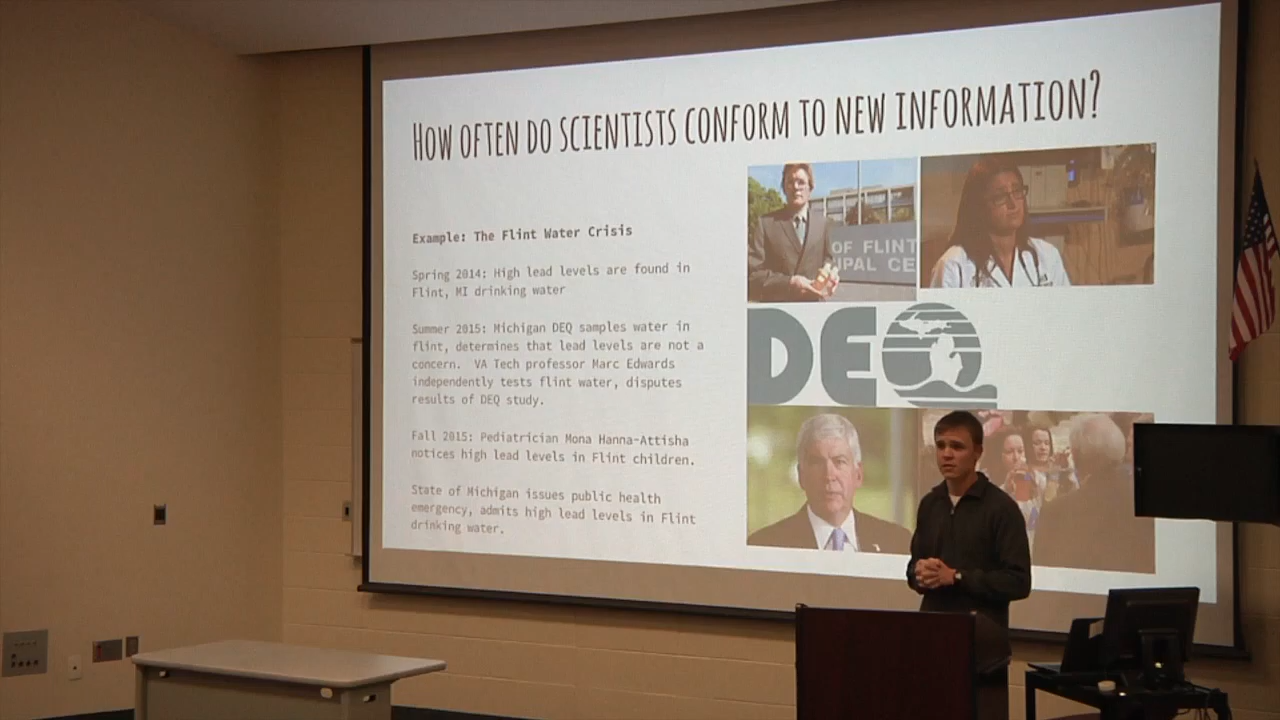 HOW OFTEN DO SCIENTISTS CONFORM TO NEW INFORMATION?
Example: The Flint Water Crisis
Spring 2014: High lead levels are found in
Flint, MI drinking water
Summer 2015: Michigan DEQ samples water in
flint, determines that lead levels are not a
concern. VA Tech professor Marc Edwards
independently tests flint water, disputes
results of DEQ study.
Fall 2015: Pediatrician Mona Hanna-Attisha
notices high lead levels in Flint children.
State of Michigan issues public health
emergency, admits high lead levels in Flint
drinking water.
OF FLINT
IPAL CE
DEQ